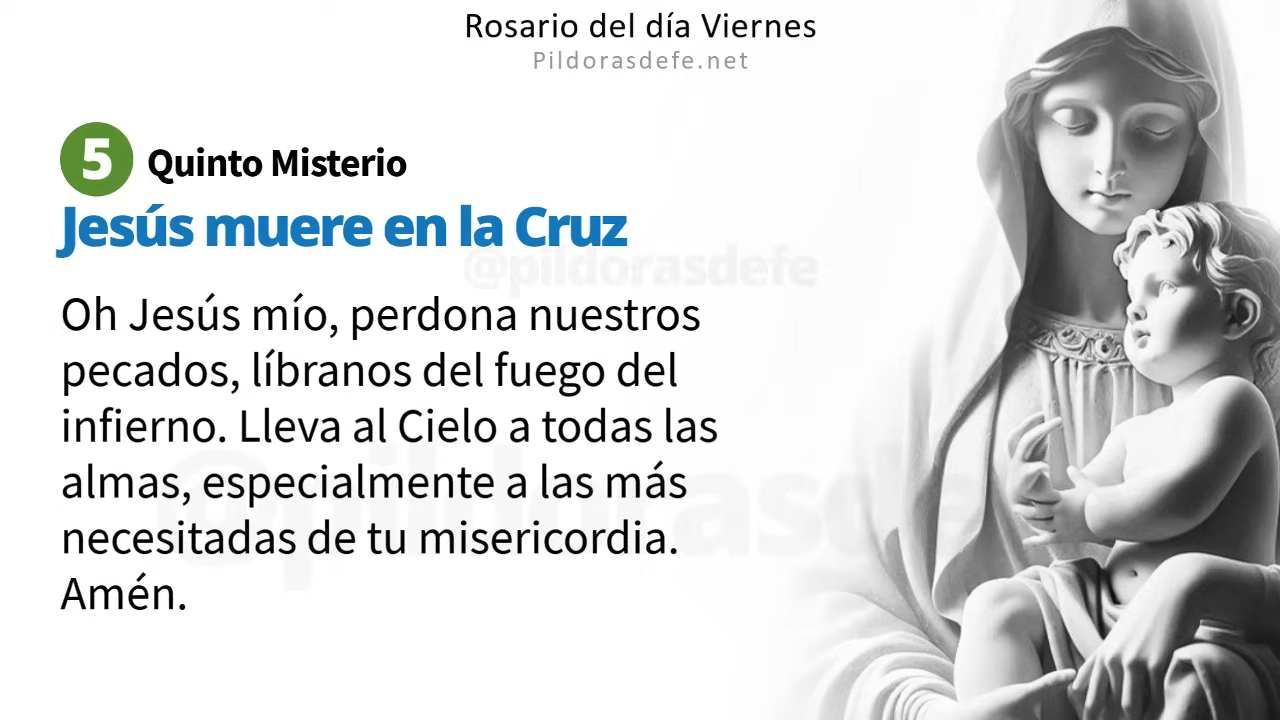 Rosario del día Viernes
Pildorasdefe.net
5 Quinto Misterio
Jesús muere en la Cruz
@pildorasdefe
Oh Jesús mío, perdona nuestros
pecados, líbranos del fuego del
infierno. Lleva al Cielo a todas las
almas, especialmente a las más
necesitadas de tu misericordia.
Amén.
@pildorasdefe